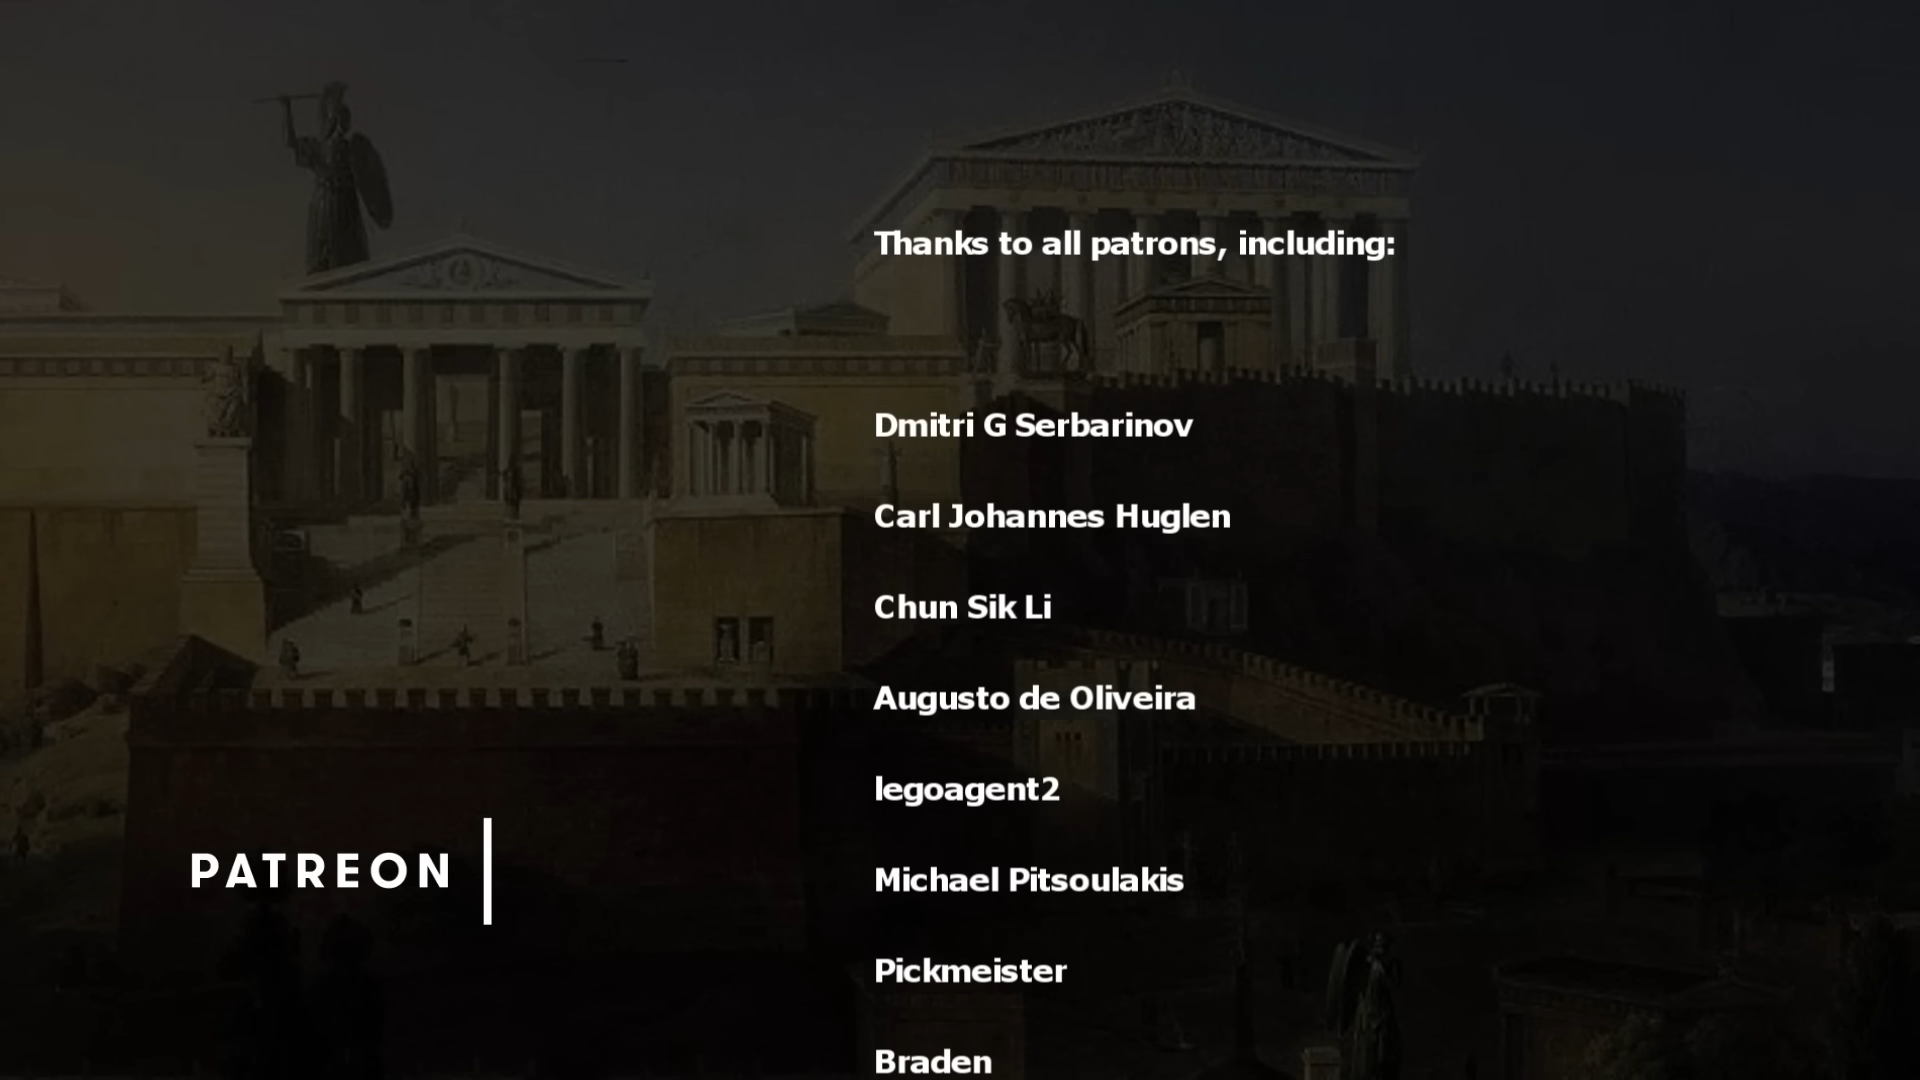 Thanks to all patrons, including:
Dmitri G Serbarinov
Carl Johannes Huglen
Chun Sik Li
Augusto de Oliveira
legoagent2
Michael Pitsoulakis
Pickmeister
Braden
PATREON